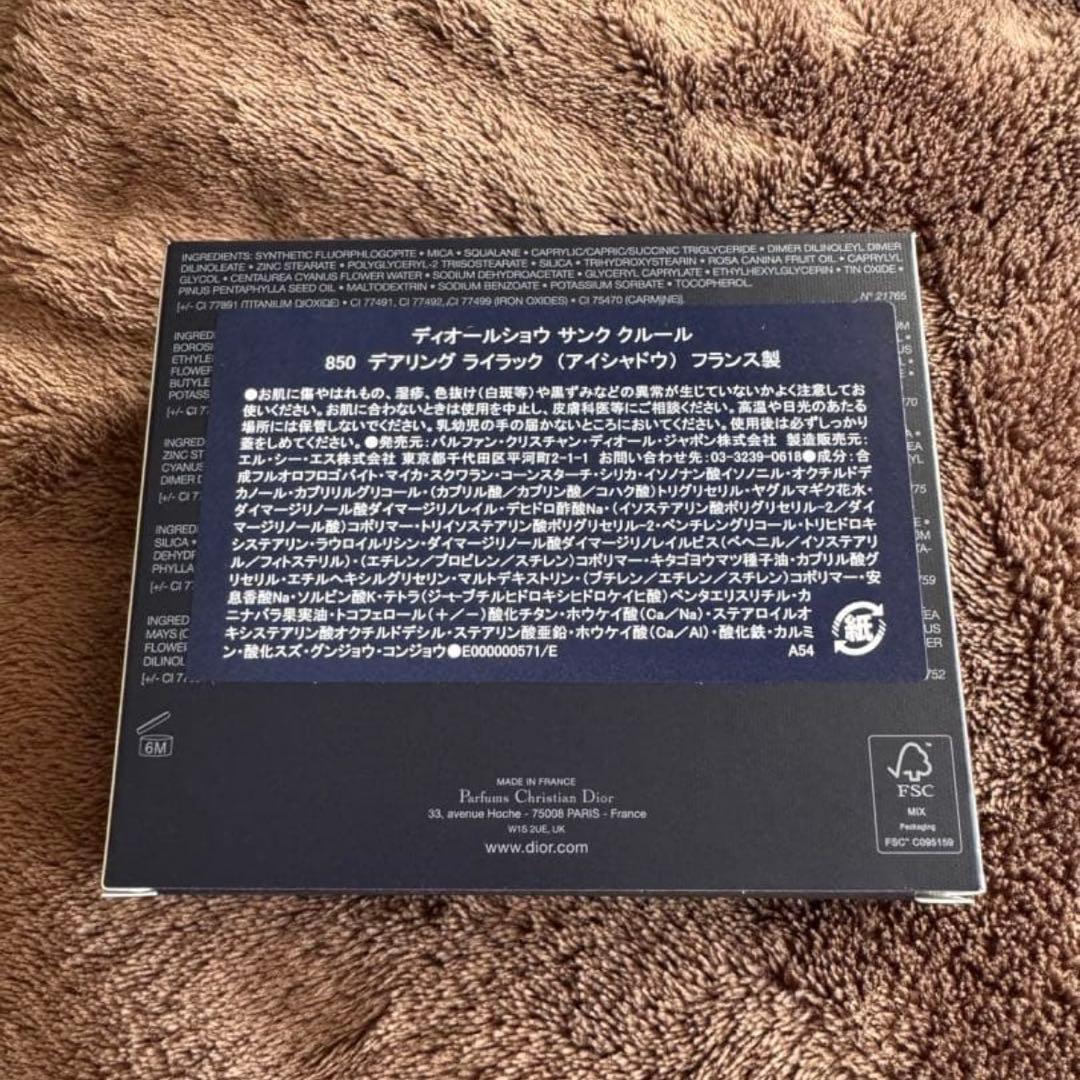 INGREDIENTS: SYNTHETIC FLUORPHLOGOPITE • MICA • SQUALANE • CAPRYLIC/CAPRIC/SUCCINIC TRIGLYCERIDE • DIMER DILINOLEYL DIMER
DILINOLEATE • ZINC STEARATE • POLYGLYCERYL-2 TRIISOSTEARATE • SILICA • TRIHYDROXYSTEARIN • ROSA CANINA FRUIT OIL • CAPRYLYL
GLYCOL • CENTAUREA CYANUS FLOWER WATER • SODIUM DEHYDROACETATE • GLYCERYL CAPRYLATE • ETHYLHEXYLGLYCERIN • TIN OXIDE •
PINUS PENTAPHYLLA SEED OIL • MALTODEXTRIN • SODIUM BENZOATE • POTASSIUM SORBATE • TOCOPHEROL.
[+/- CI 77891 (TITANIUM DIOXIDE) • CI 77491, CI 77492, CI 77499 (IRON OXIDES) • CI 75470 (CARMINE)]. N° 21765
ディオールショウ サンク クルール
850 デアリング ライラック（アイシャドウ）フランス製
●お肌に傷やはれもの、湿疹、色抜け(白斑等)や黒ずみなどの異常が生じていないかよく注意してお
使いください。お肌に合わないときは使用を中止し、皮膚科医等にご相談ください。高温や日光のあたる
場所には保管しないでください。乳幼児の手の届かないところにおいてください。使用後は必ずしっかり
蓋をしめてください。●発売元：パルファン・クリスチャン・ディオール・ジャポン株式会社 製造販売元：
エル・シー・エス株式会社 東京都千代田区平河町2-1-1 お問い合わせ先：03-3239-0618●成分：合
成フルオロフロゴパイト・マイカ・スクワラン・コーンスターチ・シリカ・イソノナン酸イソノニル・オクチルドデ
カノール・カプリリルグリコール・(カプリル酸／カプリン酸／コハク酸)トリグリセリル・ヤグルマギク花水・
ダイマージリノール酸ダイマージリノレイル・デヒドロ酢酸Na・(イソステアリン酸ポリグリセリル-2／ダイ
マージリノール酸)コポリマー・トリイソステアリン酸ポリグリセリル-2・ペンチレングリコール・トリヒドロキ
システアリン・ラウロイルリシン・ダイマージリノール酸ダイマージリノレイルビス(ベヘニル／イソステアリ
ル／フィトステリル)・(エチレン／プロピレン／スチレン)コポリマー・キタゴヨウマツ種子油・カプリル酸グ
リセリル・エチルヘキシルグリセリン・マルトデキストリン・(ブチレン／エチレン／スチレン)コポリマー・安
息香酸Na・ソルビン酸K・テトラ(ジ-t-ブチルヒドロキシヒドロケイヒ酸)ペンタエリスリチル・カ
ニナバラ果実油・トコフェロール(＋／－)酸化チタン・ホウケイ酸(Ca／Na)・ステアロイルオ
キシステアリン酸オクチルドデシル・ステアリン酸亜鉛・ホウケイ酸(Ca／Al)・酸化鉄・カルミ
ン・酸化スズ・グンジョウ・コンジョウ●E000000571/E
A54
紙
6M
MADE IN FRANCE
Parfums Christian Dior
33, avenue Hoche - 75008 PARIS - France
W1S 2UE, UK
www.dior.com
FSC
MIX
Packaging
FSC™ C095159